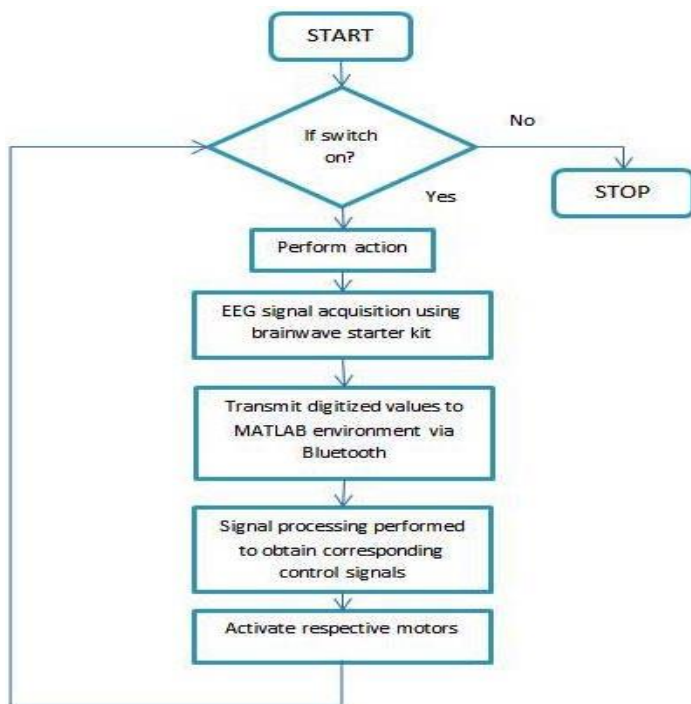 START
If switch
on?
No
STOP
Yes
Perform action
EEG signal acquisition using
brainwave starter kit
Transmit digitized values to
MATLAB environment via
Bluetooth
Signal processing performed
to obtain corresponding
control signals
Activate respective motors